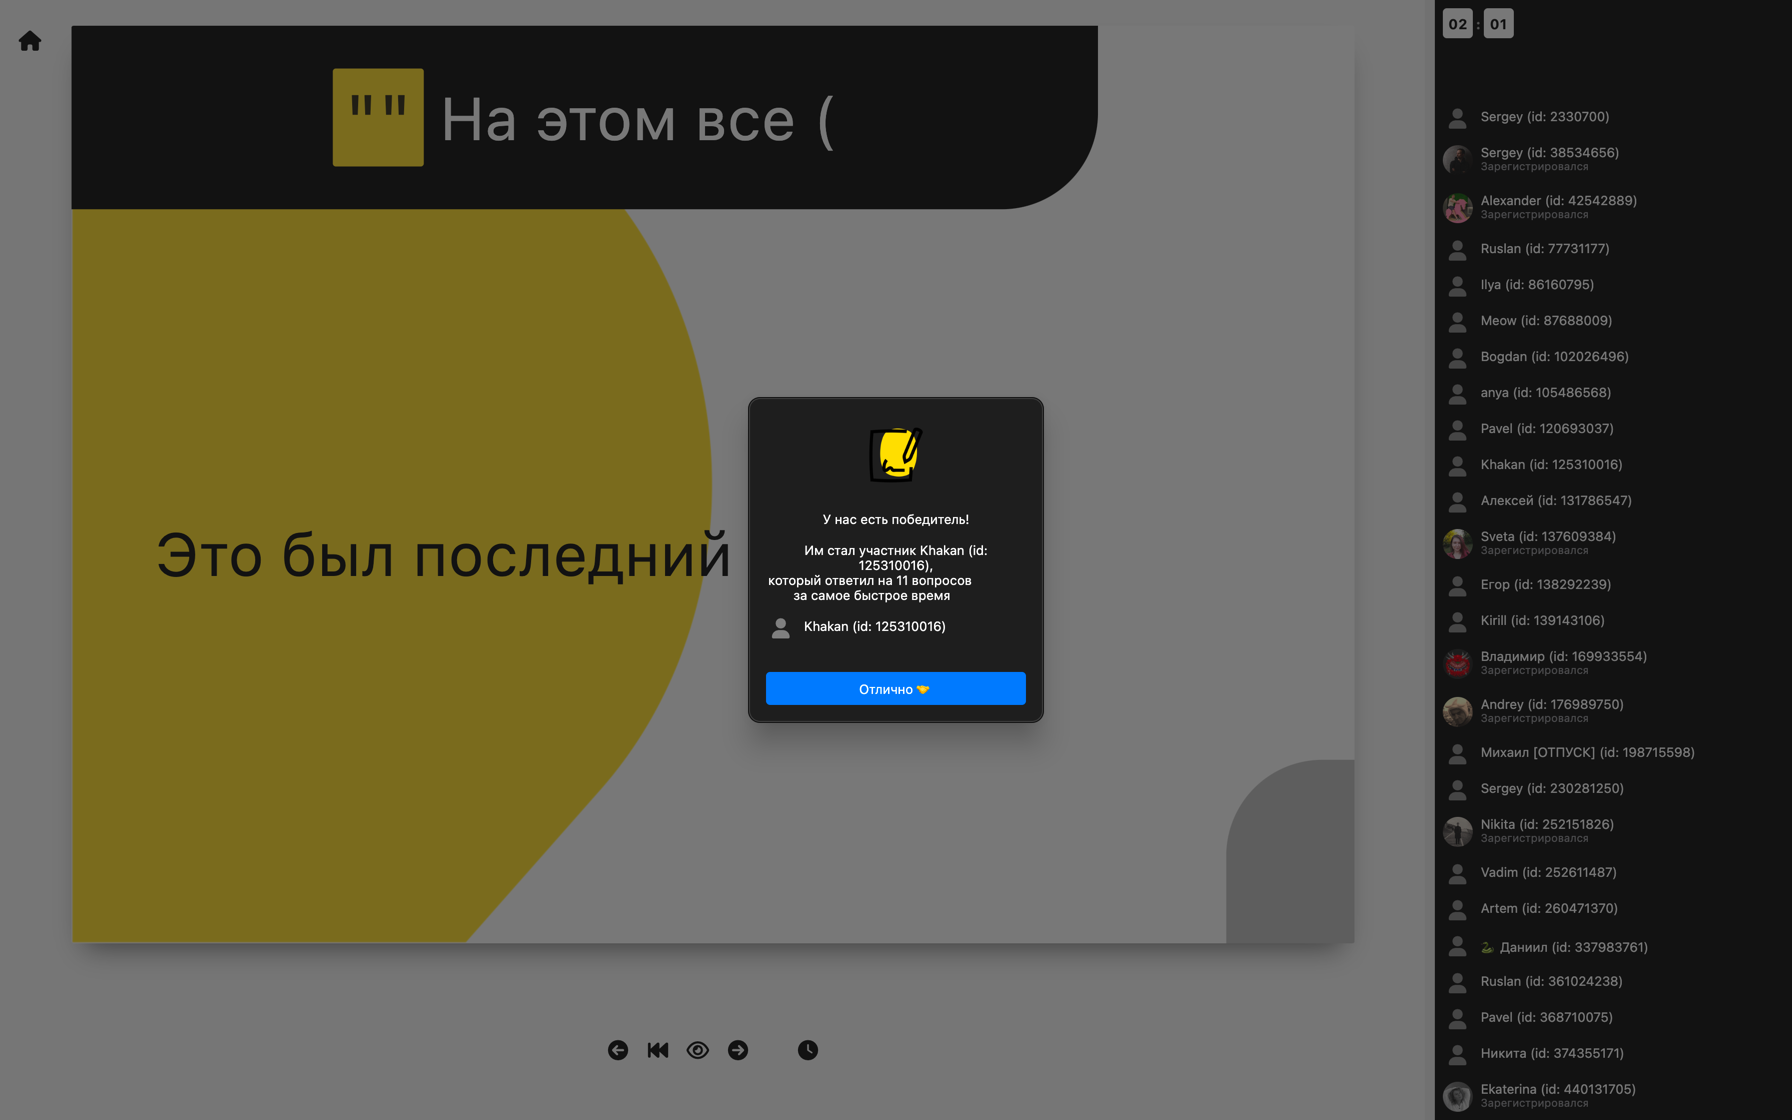 "" На этом все (
Это был последний
У нас есть победитель!
Им стал участник Khakan (id:
125310016),
который ответил на 11 вопросов
за самое быстрое время
Khakan (id: 125310016)
Отлично
02 : 01
Sergey (id: 2330700)
Sergey (id: 38534656)
Зарегистрировался
Alexander (id: 42542889)
Зарегистрировался
Ruslan (id: 77731177)
Ilya (id: 86160795)
Meow (id: 87688009)
Bogdan (id: 102026496)
anya (id: 105486568)
Pavel (id: 120693037)
Khakan (id: 125310016)
Алексей (id: 131786547)
Sveta (id: 137609384)
Зарегистрировался
Егор (id: 138292239)
Kirill (id: 139143106)
Владимир (id: 169933554)
Зарегистрировался
Andrey (id: 176989750)
Зарегистрировался
Михаил [ОТПУСК] (id: 198715598)
Sergey (id: 230281250)
Nikita (id: 252151826)
Зарегистрировался
Vadim (id: 252611487)
Artem (id: 260471370)
🐍 Даниил (id: 337983761)
Ruslan (id: 361024238)
Pavel (id: 368710075)
Никита (id: 374355171)
Ekaterina (id: 440131705)
Зарегистрировался